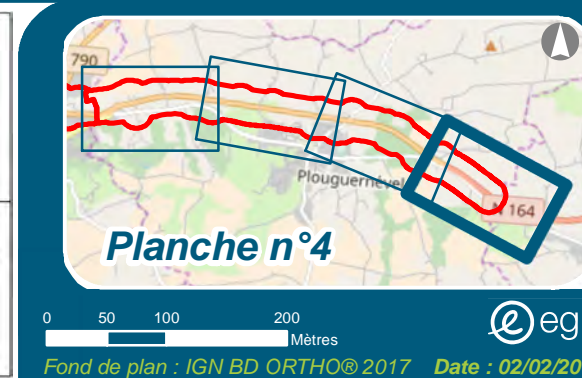 790
Plouguernével
N 164
Planche n°4
0 50 100 200
Mètres
eg
Fond de plan : IGN BD ORTHO® 2017 Date : 02/02/20